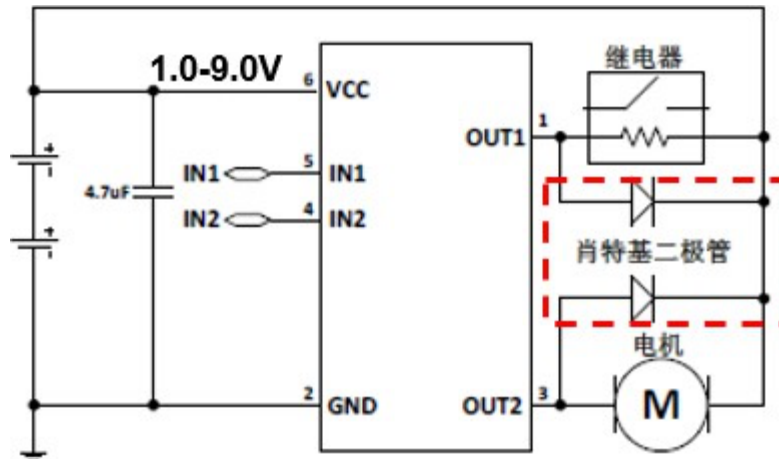 继电器
1.0-9.0V
6
VCC
1
OUT1
IN1
5
IN1
4.7uF
IN2
4
IN2
肖特基二极管
电机
2
GND
OUT2
3
M